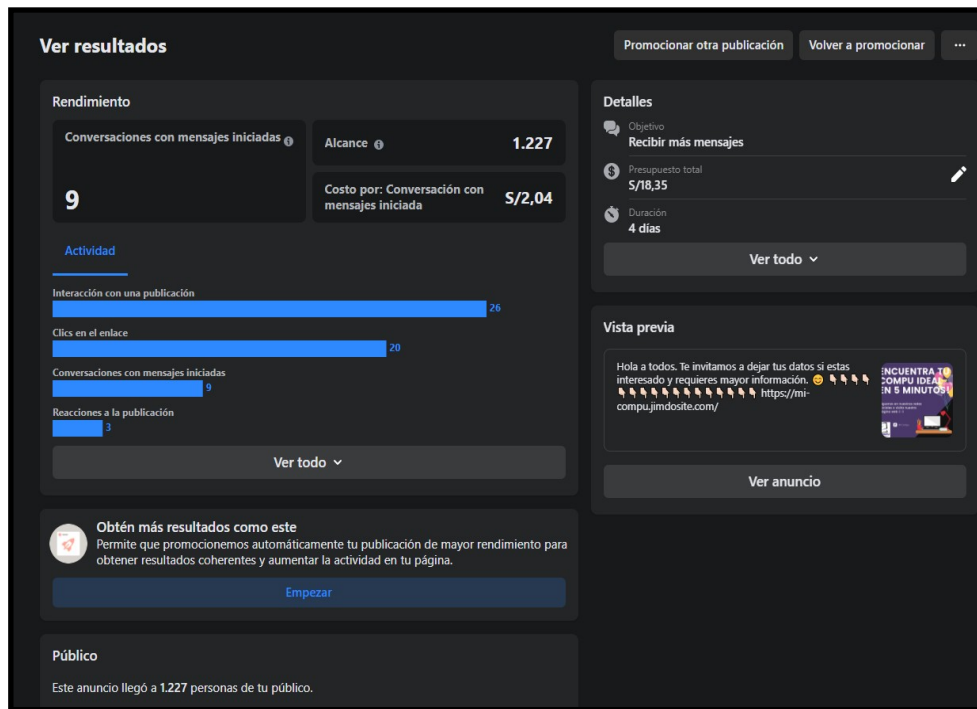 Ver resultados
Promocionar otra publicación
Volver a promocionar
...
Rendimiento
Conversaciones con mensajes iniciadas
9
Alcance
1.227
Costo por: Conversación con
mensajes iniciada
S/2,04
Actividad
Interacción con una publicación
26
Clics en el enlace
20
Conversaciones con mensajes iniciadas
9
Reacciones a la publicación
3
Ver todo
Obtén más resultados como este
Permite que promocionemos automáticamente tu publicación de mayor rendimiento para
obtener resultados coherentes y aumentar la actividad en tu página.
Empezar
Público
Este anuncio llegó a 1.227 personas de tu público.
Detalles
Objetivo
Recibir más mensajes
Presupuesto total
S/18,35
Duración
4 días
Ver todo
Vista previa
Hola a todos. Te invitamos a dejar tus datos si estas
interesado y requieres mayor información. 😊 👇🏻👇🏻👇🏻👇🏻
👇🏻👇🏻👇🏻👇🏻👇🏻👇🏻👇🏻👇🏻👇🏻👇🏻👇🏻👇🏻👇🏻 https://mi-
compu.jimdosite.com/
NCUENTRA TU
COMPU IDEA
EN 5 MINUTOS!
Ver anuncio